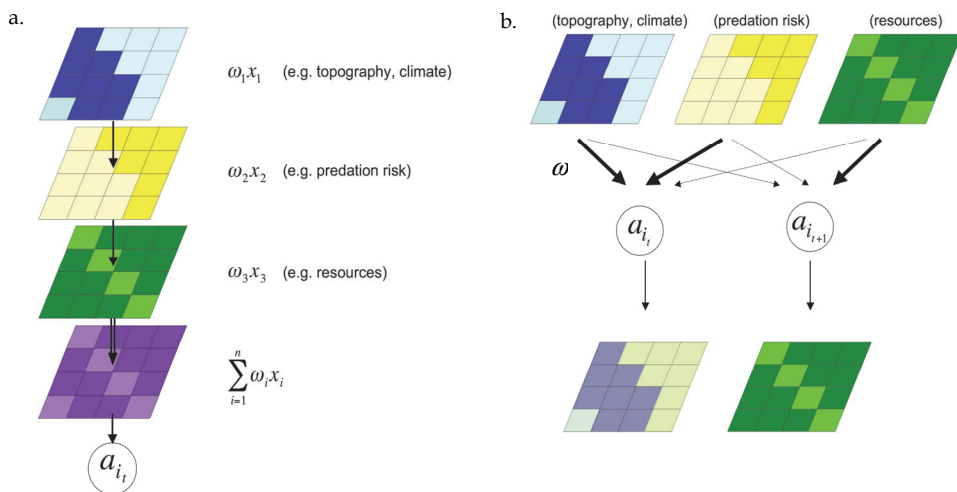 a.
ω₁x₁ (e.g. topography, climate)
ω₂x₂ (e.g. predation risk)
ω₃x₃ (e.g. resources)
n
∑ ωᵢxᵢ
i=1
a_{i_t}
b.
(topography, climate) (predation risk) (resources)
ω
a_{i_t} a_{i_{t+1}}